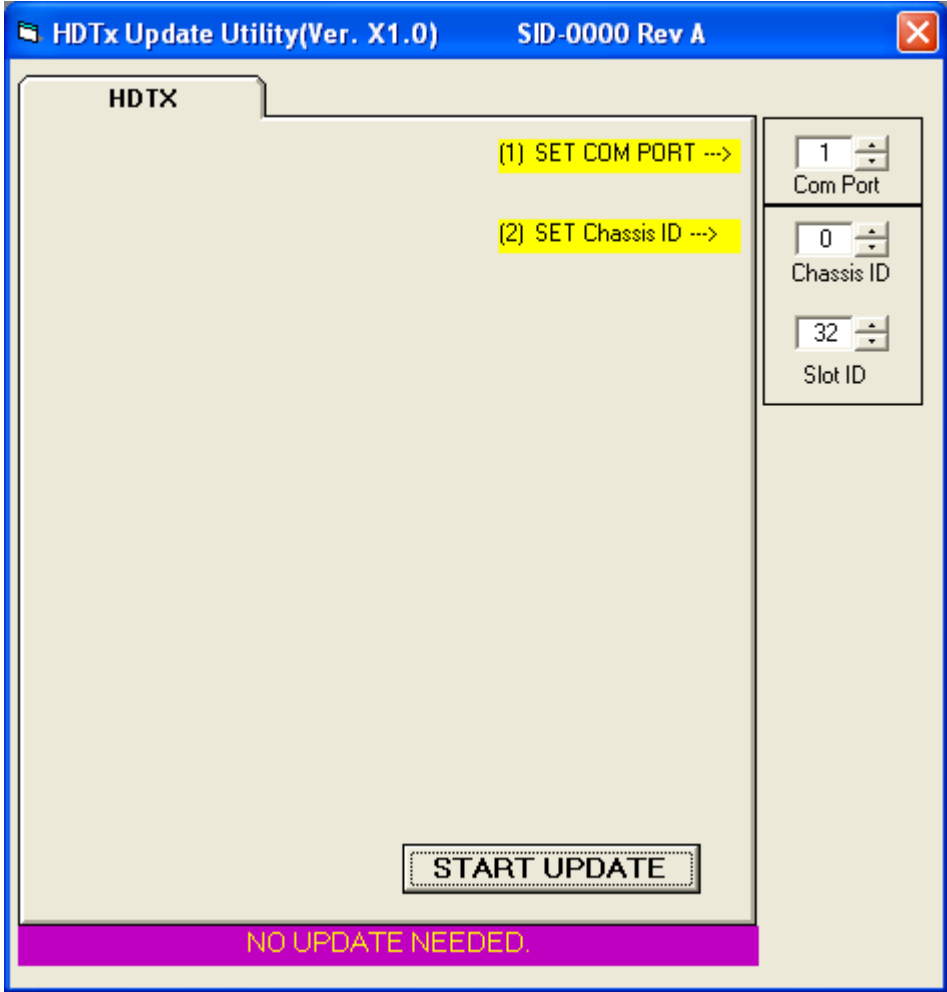 HDTx Update Utility(Ver. X1.0) SID-0000 Rev A
HDTX
(1) SET COM PORT --->
1
Com Port
(2) SET Chassis ID --->
0
Chassis ID
32
Slot ID
START UPDATE
NO UPDATE NEEDED.